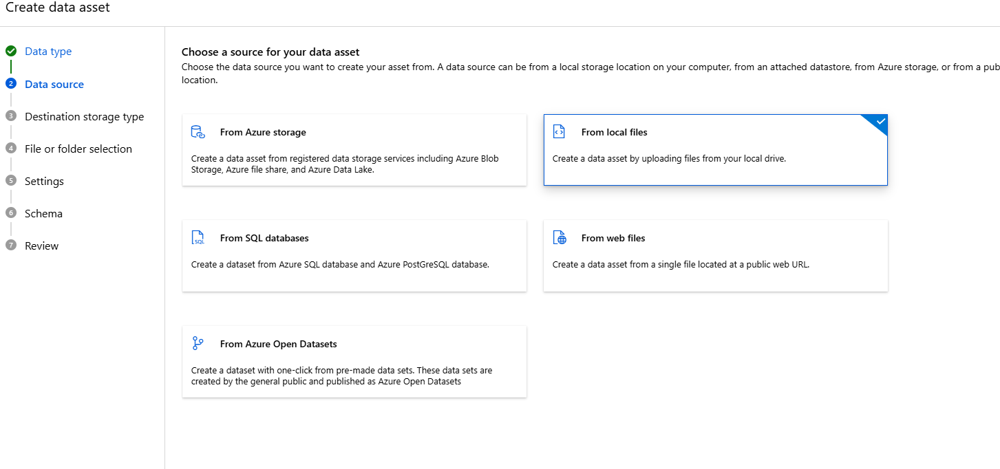 Create data asset
Data type
2
Data source
3
Destination storage type
4
File or folder selection
5
Settings
6
Schema
7
Review
Choose a source for your data asset
Choose the data source you want to create your asset from. A data source can be from a local storage location on your computer, from an attached datastore, from Azure storage, or from a pub
location.
From Azure storage
Create a data asset from registered data storage services including Azure Blob
Storage, Azure file share, and Azure Data Lake.
From local files
Create a data asset by uploading files from your local drive.
SQL
From SQL databases
Create a dataset from Azure SQL database and Azure PostGreSQL database.
From web files
Create a data asset from a single file located at a public web URL.
From Azure Open Datasets
Create a dataset with one-click from pre-made data sets. These data sets are
created by the general public and published as Azure Open Datasets